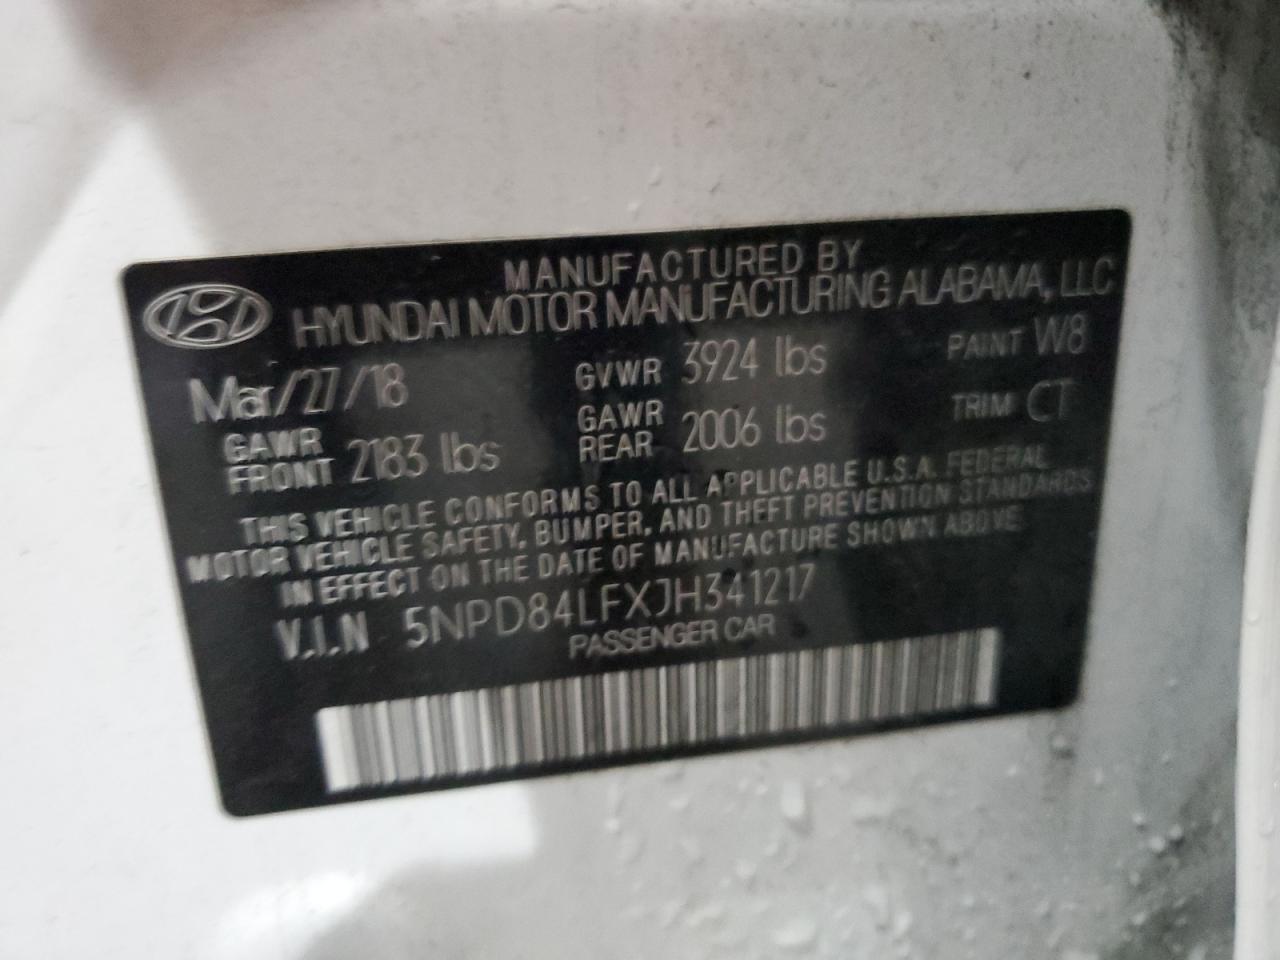 MANUFACTURED BY
HYUNDAI MOTOR MANUFACTURING ALABAMA, LLC
Mar/27/18 GVWR 3924 lbs PAINT W8
GAWR FRONT 2183 lbs GAWR REAR 2006 lbs TRIM CT
THIS VEHICLE CONFORMS TO ALL APPLICABLE U.S.A. FEDERAL
MOTOR VEHICLE SAFETY, BUMPER, AND THEFT PREVENTION STANDARDS
IN EFFECT ON THE DATE OF MANUFACTURE SHOWN ABOVE
V.I.N 5NPD84LFXJH341217
PASSENGER CAR